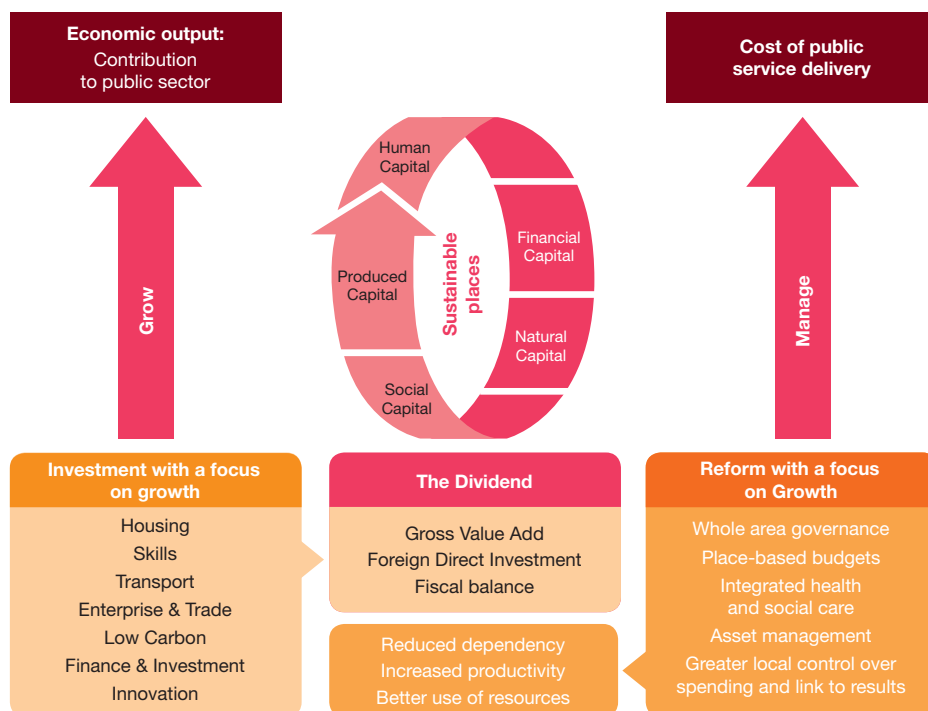 Economic output:
Contribution
to public sector
Cost of public
service delivery
Grow
Human
Capital
Produced
Capital
Social
Capital
Sustainable
places
Financial
Capital
Natural
Capital
Manage
Investment with a focus
on growth
Housing
Skills
Transport
Enterprise & Trade
Low Carbon
Finance & Investment
Innovation
The Dividend
Gross Value Add
Foreign Direct Investment
Fiscal balance
Reduced dependency
Increased productivity
Better use of resources
Reform with a focus
on Growth
Whole area governance
Place-based budgets
Integrated health
and social care
Asset management
Greater local control over
spending and link to results